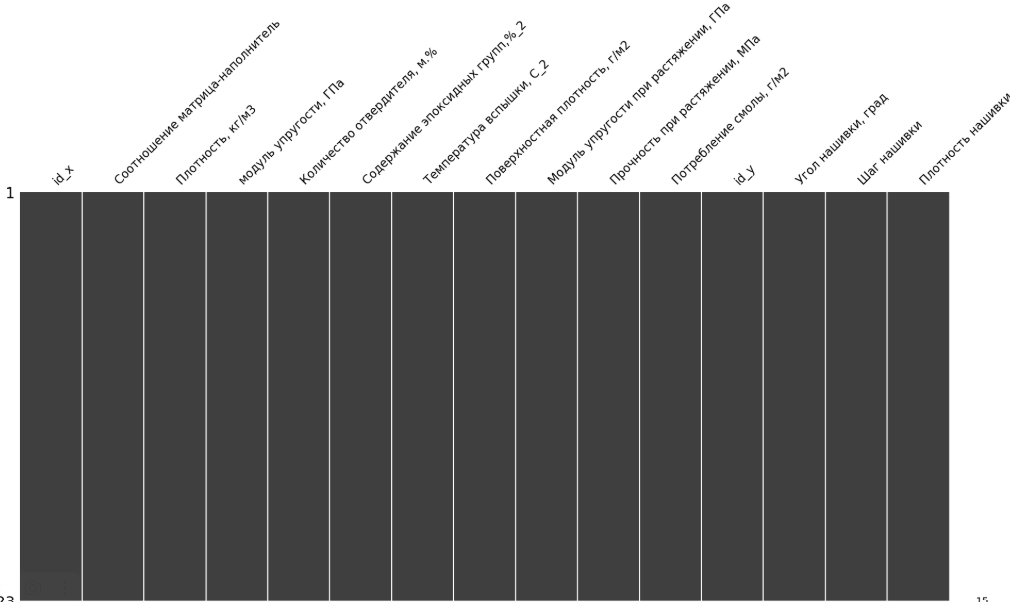 id_x
Соотношение матрица-наполнитель
Плотность, кг/м3
модуль упругости, ГПа
Количество отвердителя, м.%
Содержание эпоксидных групп,%_2
Температура вспышки, С_2
Поверхностная плотность, г/м2
Модуль упругости при растяжении, ГПа
Прочность при растяжении, МПа
Потребление смолы, г/м2
id_y
Угол нашивки, град
Шаг нашивки
Плотность нашивки
1